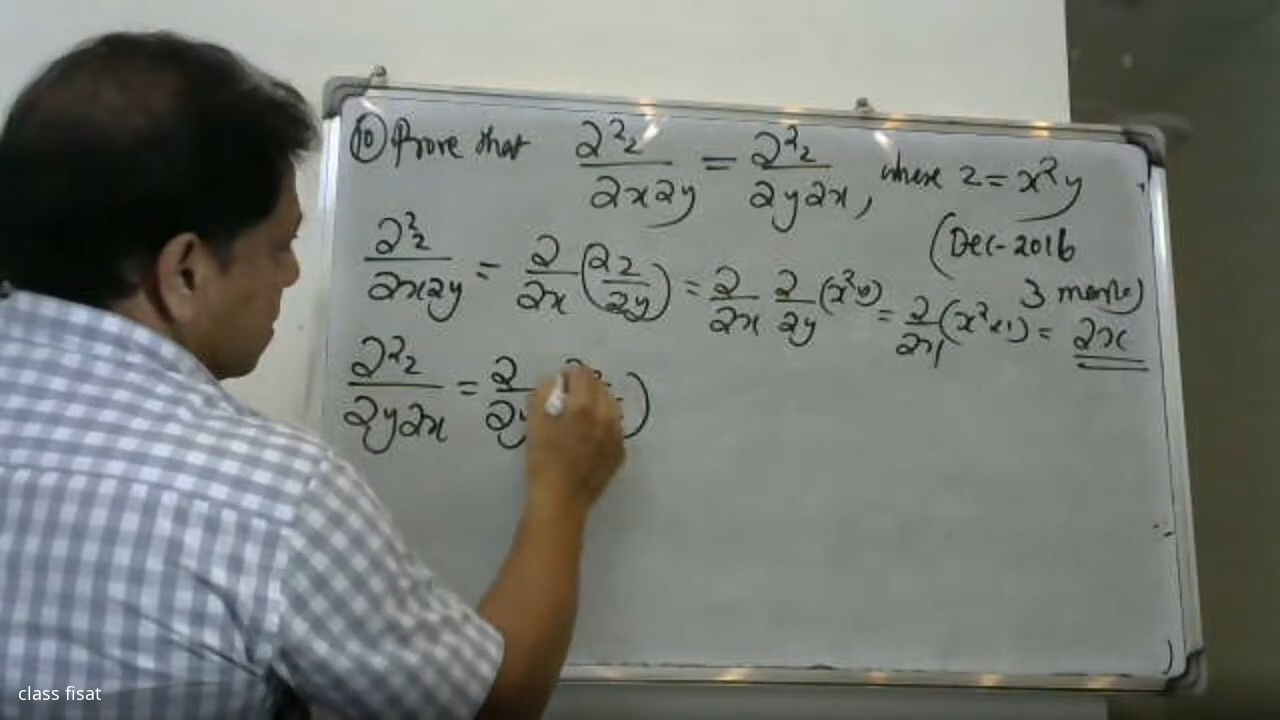 ⑩ Prove that ∂²z/∂x∂y = ∂²z/∂y∂x, where z = x²y
(Dec-2016
3 marks)
∂²z/∂x∂y = ∂/∂x (∂z/∂y) = ∂/∂x ∂/∂y (x²y) = ∂/∂x (x²×1) = 2x
∂²z/∂y∂x = ∂/∂y )
class fisat